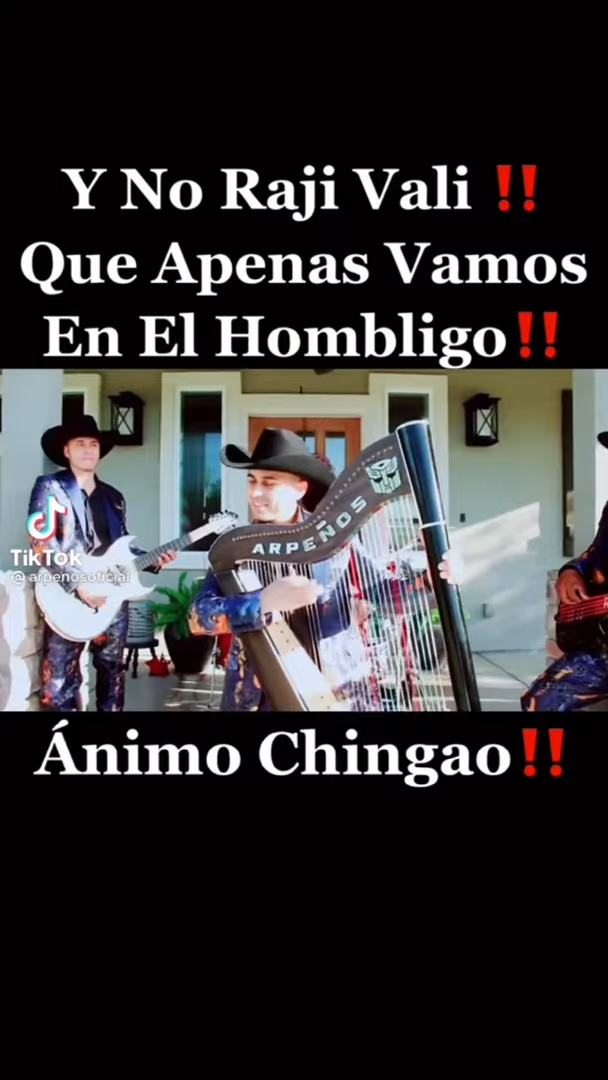 Y No Raji Vali ‼️
Que Apenas Vamos
En El Hombligo‼️
ARPEÑOS
TikTok
@arpenosoficial
Ánimo Chingao‼️